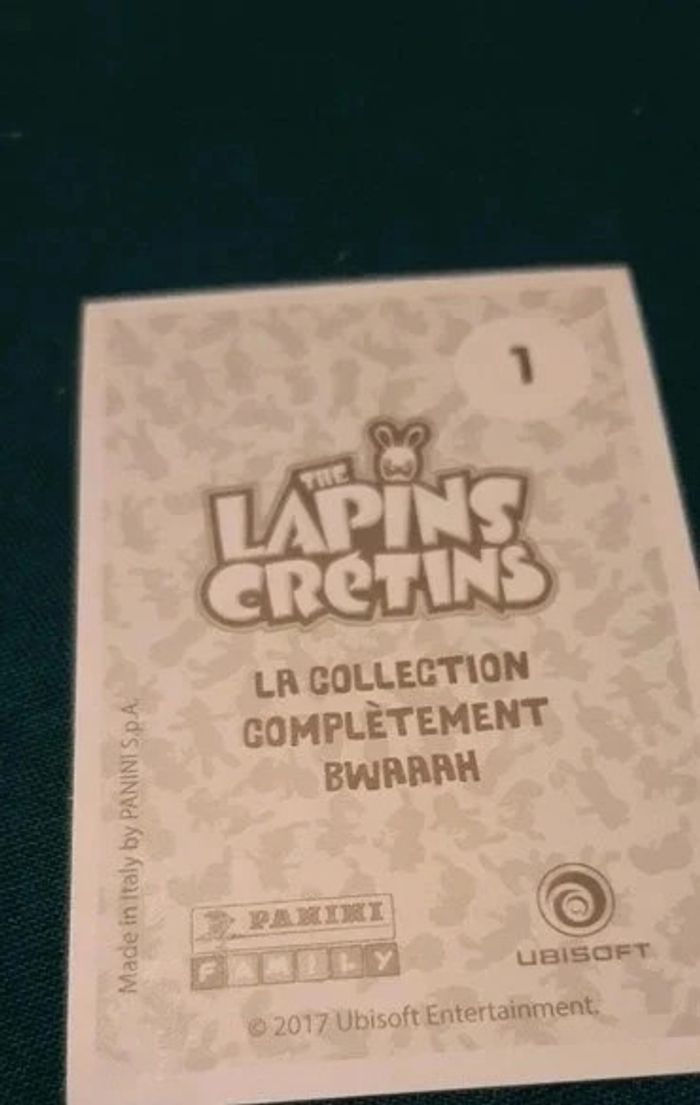 1
THE
LAPINS
CRÉTINS
LA COLLECTION
COMPLÈTEMENT
BWAAAH
Made in Italy by PANINI S.p.A.
PANINI
FAMILY
UBISOFT
© 2017 Ubisoft Entertainment.